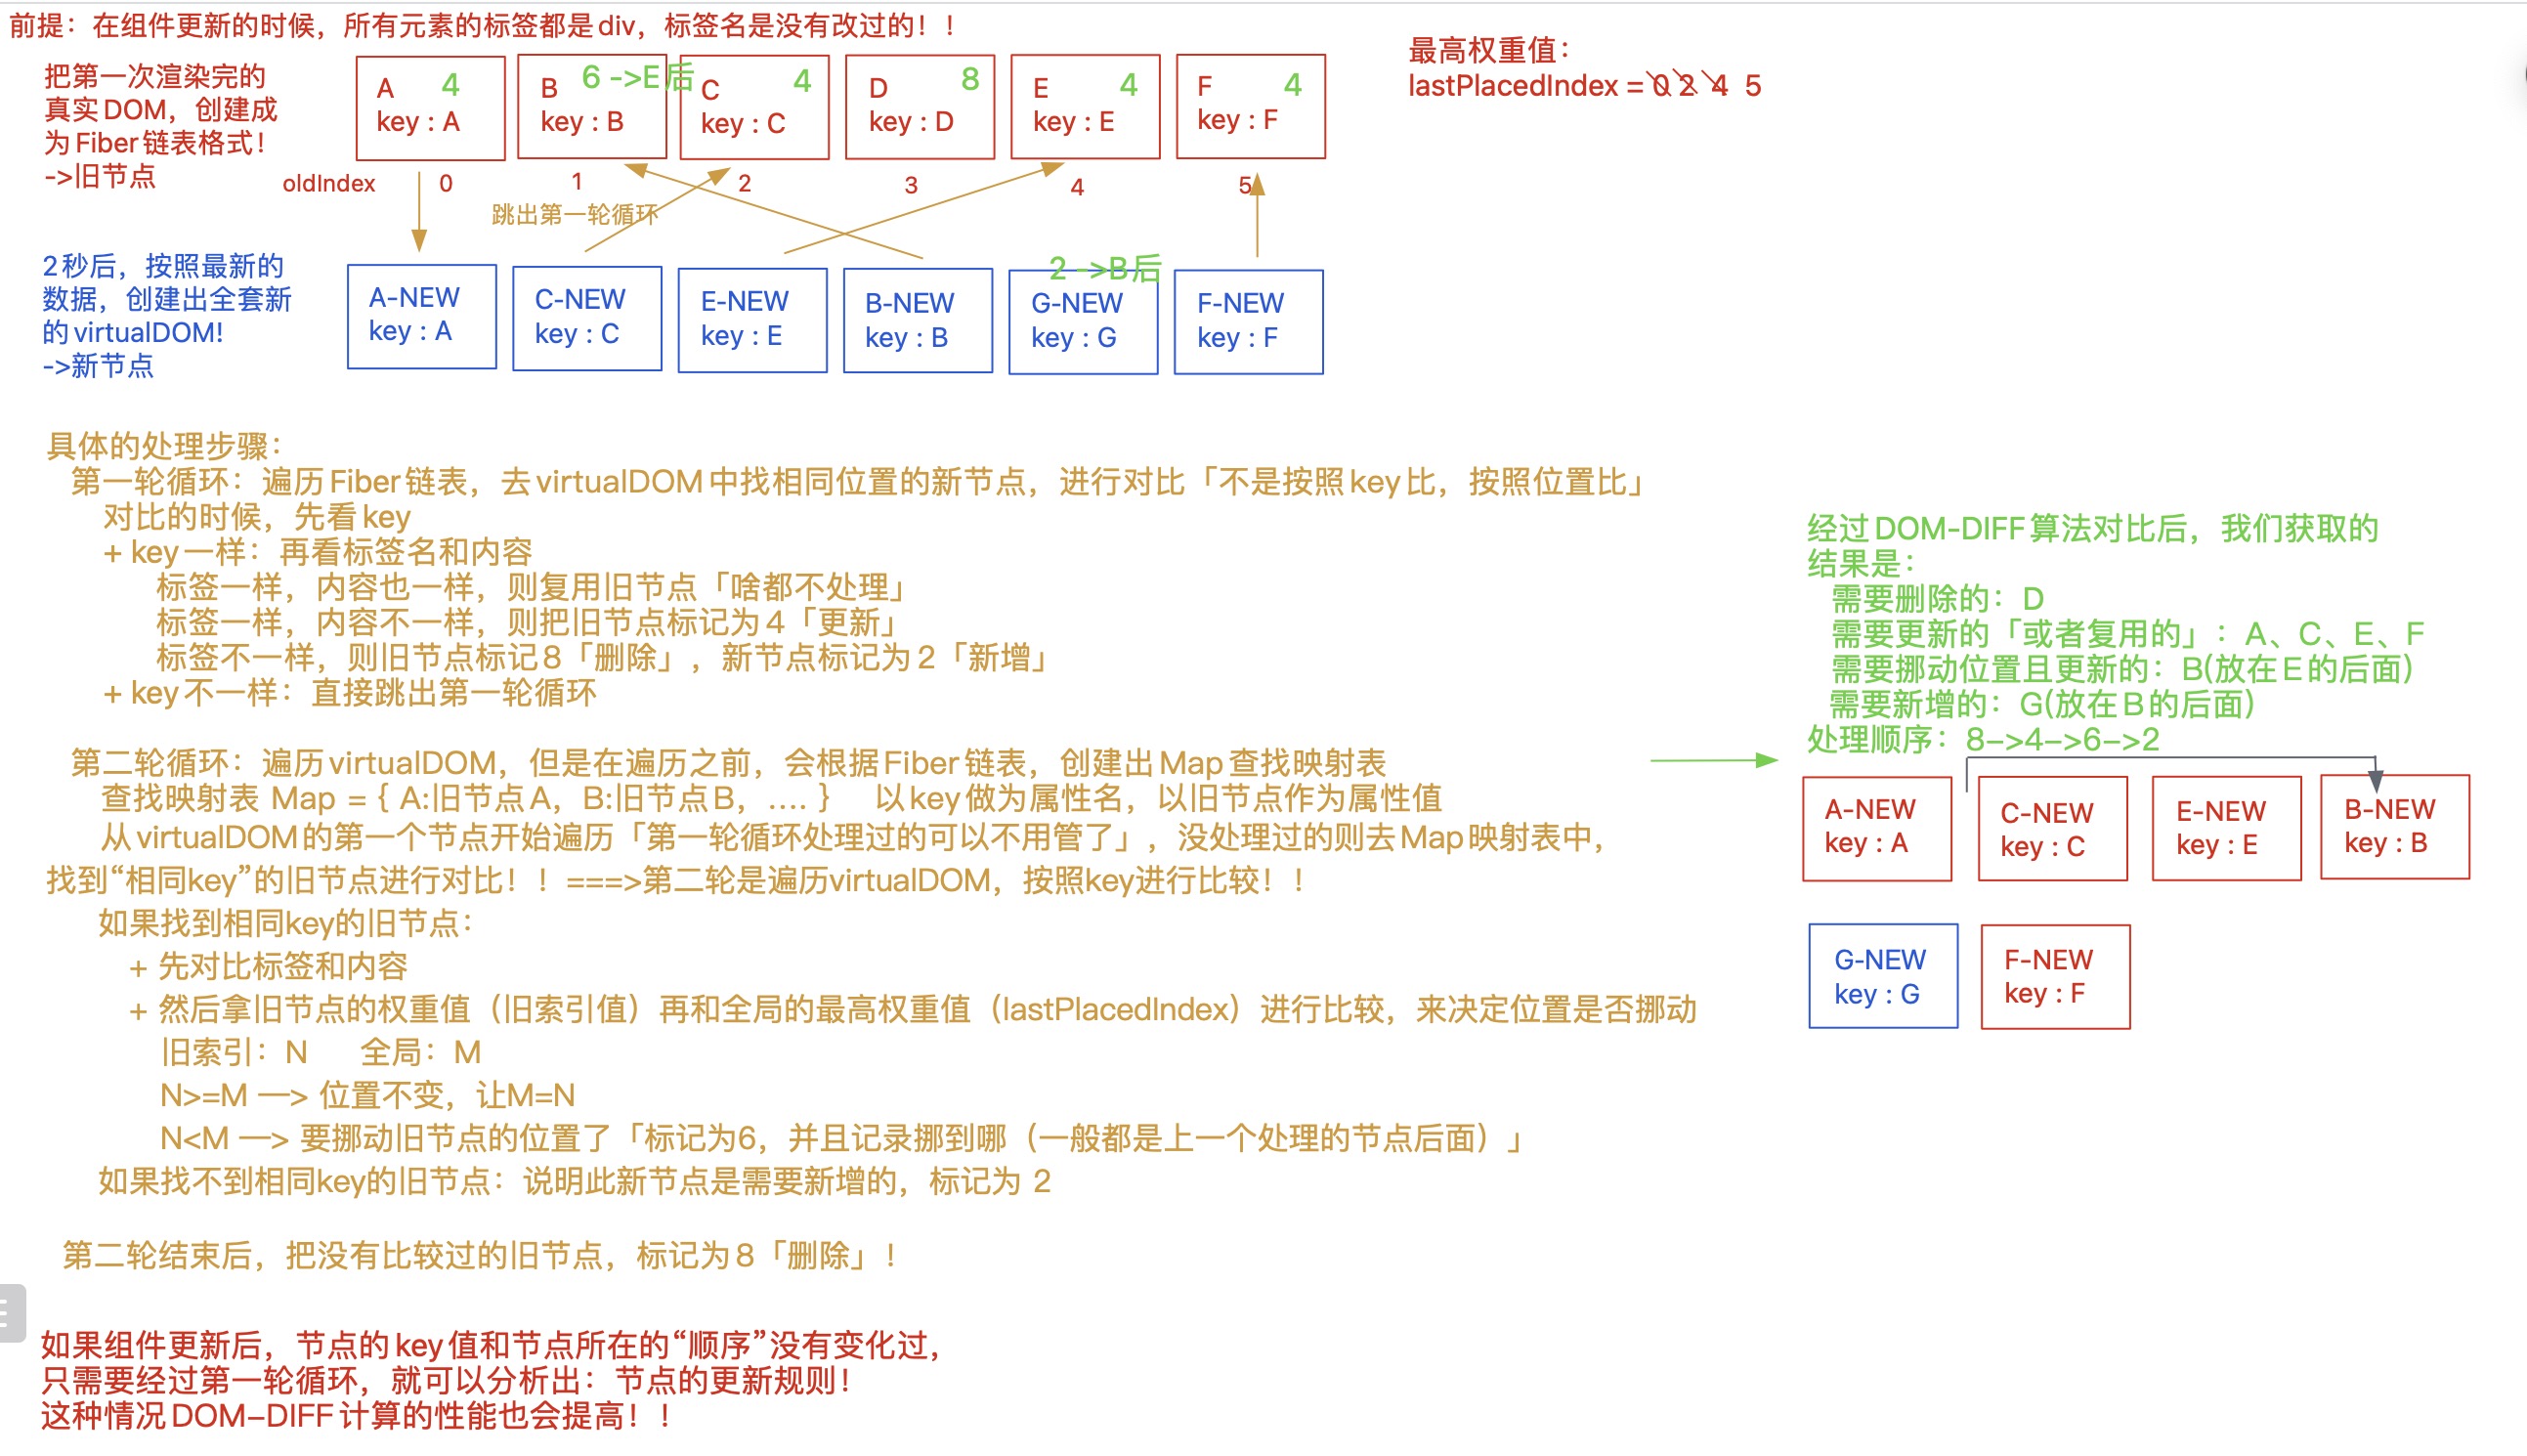 前提：在组件更新的时候，所有元素的标签都是div，标签名是没有改过的！！
最高权重值：
lastPlacedIndex = 0 2 4 5
把第一次渲染完的
真实DOM，创建成
为Fiber链表格式！
->旧节点
A 4
key : A
B 6 ->E后
key : B
C 4
key : C
D 8
key : D
E 4
key : E
F 4
key : F
oldIndex 0 1 2 3 4 5
跳出第一轮循环
2秒后，按照最新的
数据，创建出全套新
的virtualDOM!
->新节点
A-NEW
key : A
C-NEW
key : C
E-NEW
key : E
B-NEW
key : B
2 ->B后
G-NEW
key : G
F-NEW
key : F
具体的处理步骤：
第一轮循环：遍历Fiber链表，去virtualDOM中找相同位置的新节点，进行对比「不是按照key比，按照位置比」
对比的时候，先看key
+ key一样：再看标签名和内容
标签一样，内容也一样，则复用旧节点「啥都不处理」
标签一样，内容不一样，则把旧节点标记为4「更新」
标签不一样，则旧节点标记8「删除」，新节点标记为2「新增」
+ key不一样：直接跳出第一轮循环
第二轮循环：遍历virtualDOM，但是在遍历之前，会根据Fiber链表，创建出Map查找映射表
查找映射表 Map = { A:旧节点A，B:旧节点B，.... } 以key做为属性名，以旧节点作为属性值
从virtualDOM的第一个节点开始遍历「第一轮循环处理过的可以不用管了」，没处理过的则去Map映射表中，
找到“相同key”的旧节点进行对比！！===>第二轮是遍历virtualDOM，按照key进行比较！！
如果找到相同key的旧节点：
+ 先对比标签和内容
+ 然后拿旧节点的权重值（旧索引值）再和全局的最高权重值（lastPlacedIndex）进行比较，来决定位置是否挪动
旧索引：N 全局：M
N>=M —> 位置不变，让M=N
N<M —> 要挪动旧节点的位置了「标记为6，并且记录挪到哪（一般都是上一个处理的节点后面）」
如果找不到相同key的旧节点：说明此新节点是需要新增的，标记为 2
第二轮结束后，把没有比较过的旧节点，标记为8「删除」！
如果组件更新后，节点的key值和节点所在的“顺序”没有变化过，
只需要经过第一轮循环，就可以分析出：节点的更新规则！
这种情况DOM-DIFF计算的性能也会提高！！
经过DOM-DIFF算法对比后，我们获取的
结果是：
需要删除的：D
需要更新的「或者复用的」：A、C、E、F
需要挪动位置且更新的：B(放在E的后面)
需要新增的：G(放在B的后面)
处理顺序：8->4->6->2
A-NEW
key : A
C-NEW
key : C
E-NEW
key : E
B-NEW
key : B
G-NEW
key : G
F-NEW
key : F